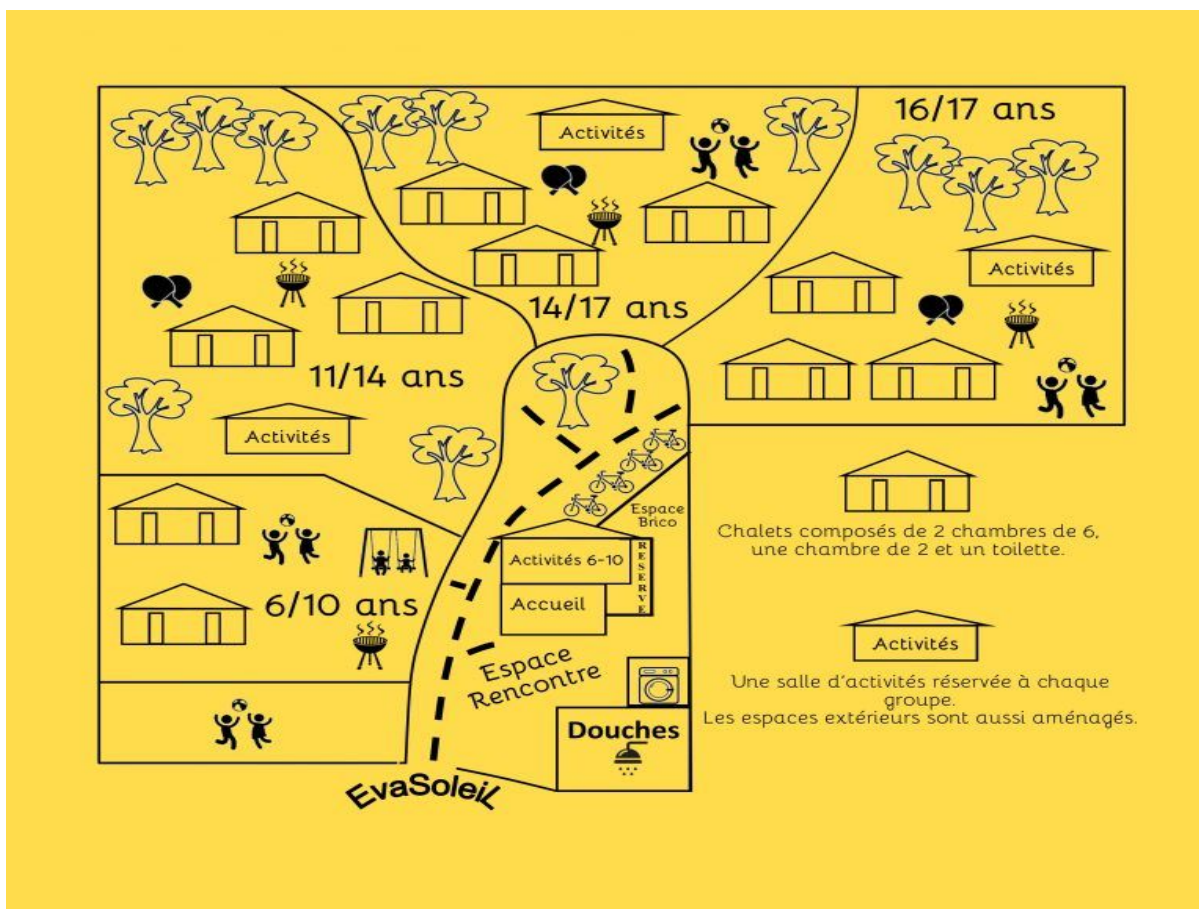 16/17 ans
Activités
Activités
14/17 ans
11/14 ans
Activités
Espace
Brico
Activités 6-10
RESERVE
Accueil
6/10 ans
Espace
Rencontre
Douches
EvaSoleiL
Chalets composés de 2 chambres de 6,
une chambre de 2 et un toilette.
Activités
Une salle d'activités réservée à chaque
groupe.
Les espaces extérieurs sont aussi aménagés.